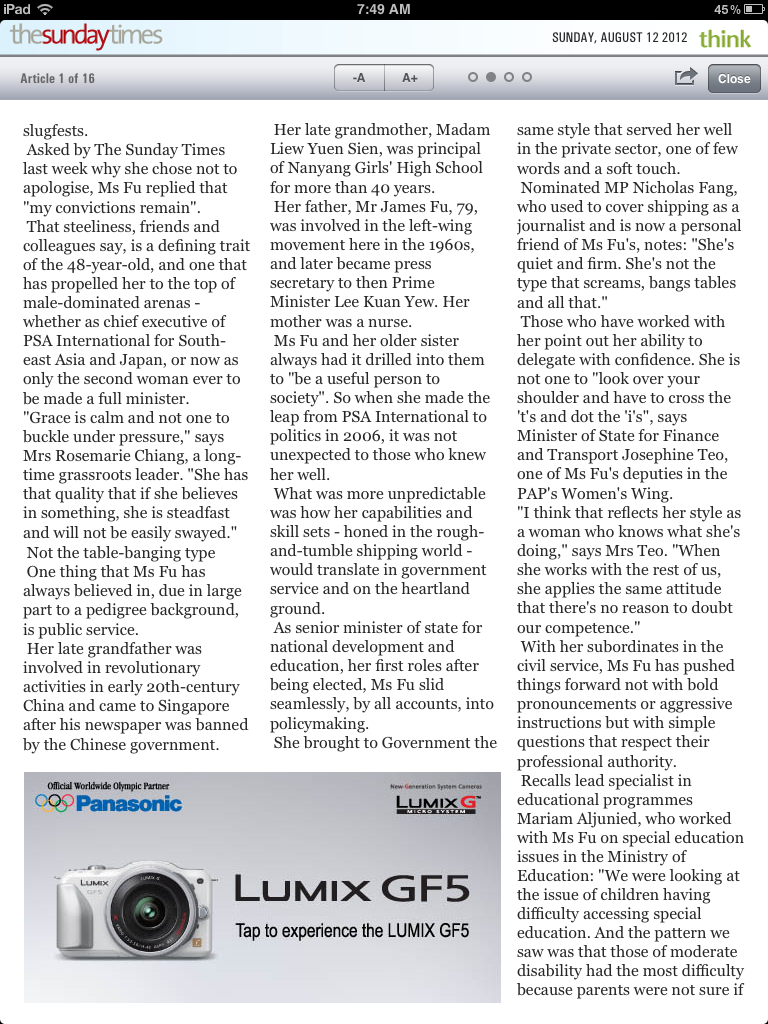 iPad
7:49 AM
45%
thesundaytimes
SUNDAY, AUGUST 12 2012
think
Article 1 of 16
-A
A+
Close
slugfests.
Asked by The Sunday Times
last week why she chose not to
apologise, Ms Fu replied that
"my convictions remain".
That steeliness, friends and
colleagues say, is a defining trait
of the 48-year-old, and one that
has propelled her to the top of
male-dominated arenas -
whether as chief executive of
PSA International for South-
east Asia and Japan, or now as
only the second woman ever to
be made a full minister.
"Grace is calm and not one to
buckle under pressure," says
Mrs Rosemarie Chiang, a long-
time grassroots leader. "She has
that quality that if she believes
in something, she is steadfast
and will not be easily swayed."
Not the table-banging type
One thing that Ms Fu has
always believed in, due in large
part to a pedigree background,
is public service.
Her late grandfather was
involved in revolutionary
activities in early 20th-century
China and came to Singapore
after his newspaper was banned
by the Chinese government.
Her late grandmother, Madam
Liew Yuen Sien, was principal
of Nanyang Girls' High School
for more than 40 years.
Her father, Mr James Fu, 79,
was involved in the left-wing
movement here in the 1960s,
and later became press
secretary to then Prime
Minister Lee Kuan Yew. Her
mother was a nurse.
Ms Fu and her older sister
always had it drilled into them
to "be a useful person to
society". So when she made the
leap from PSA International to
politics in 2006, it was not
unexpected to those who knew
her well.
What was more unpredictable
was how her capabilities and
skill sets - honed in the rough-
and-tumble shipping world -
would translate in government
service and on the heartland
ground.
As senior minister of state for
national development and
education, her first roles after
being elected, Ms Fu slid
seamlessly, by all accounts, into
policymaking.
She brought to Government the
same style that served her well
in the private sector, one of few
words and a soft touch.
Nominated MP Nicholas Fang,
who used to cover shipping as a
journalist and is now a personal
friend of Ms Fu's, notes: "She's
quiet and firm. She's not the
type that screams, bangs tables
and all that."
Those who have worked with
her point out her ability to
delegate with confidence. She is
not one to "look over your
shoulder and have to cross the
't's and dot the 'i's", says
Minister of State for Finance
and Transport Josephine Teo,
one of Ms Fu's deputies in the
PAP's Women's Wing.
"I think that reflects her style as
a woman who knows what she's
doing," says Mrs Teo. "When
she works with the rest of us,
she applies the same attitude
that there's no reason to doubt
our competence."
With her subordinates in the
civil service, Ms Fu has pushed
things forward not with bold
pronouncements or aggressive
instructions but with simple
questions that respect their
professional authority.
Recalls lead specialist in
educational programmes
Mariam Aljunied, who worked
with Ms Fu on special education
issues in the Ministry of
Education: "We were looking at
the issue of children having
difficulty accessing special
education. And the pattern we
saw was that those of moderate
disability had the most difficulty
because parents were not sure if
Official Worldwide Olympic Partner
Panasonic
New Generation System Cameras
LUMIX G
MICRO SYSTEM
LUMIX
LUMIX GF5
Tap to experience the LUMIX GF5